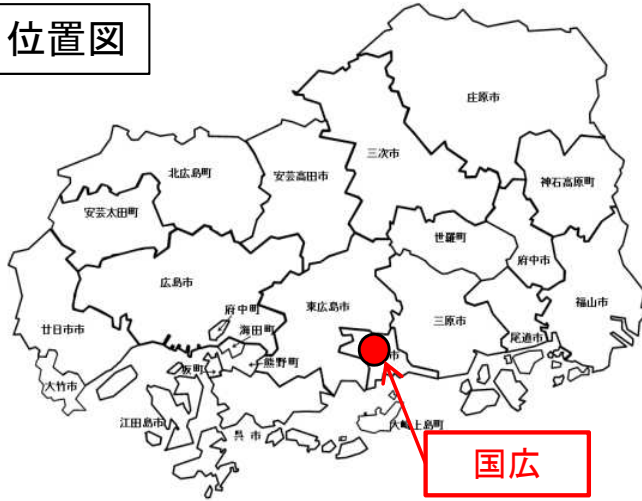 位置図
庄原市
三次市
北広島町
安芸高田市
神石高原町
安芸太田町
世羅町
府中市
広島市
東広島市
三原市
福山市
府中町
尾道市
廿日市市
海田町
市
坂町
熊野町
大竹市
江田島市
呉市
大崎上島町
国広